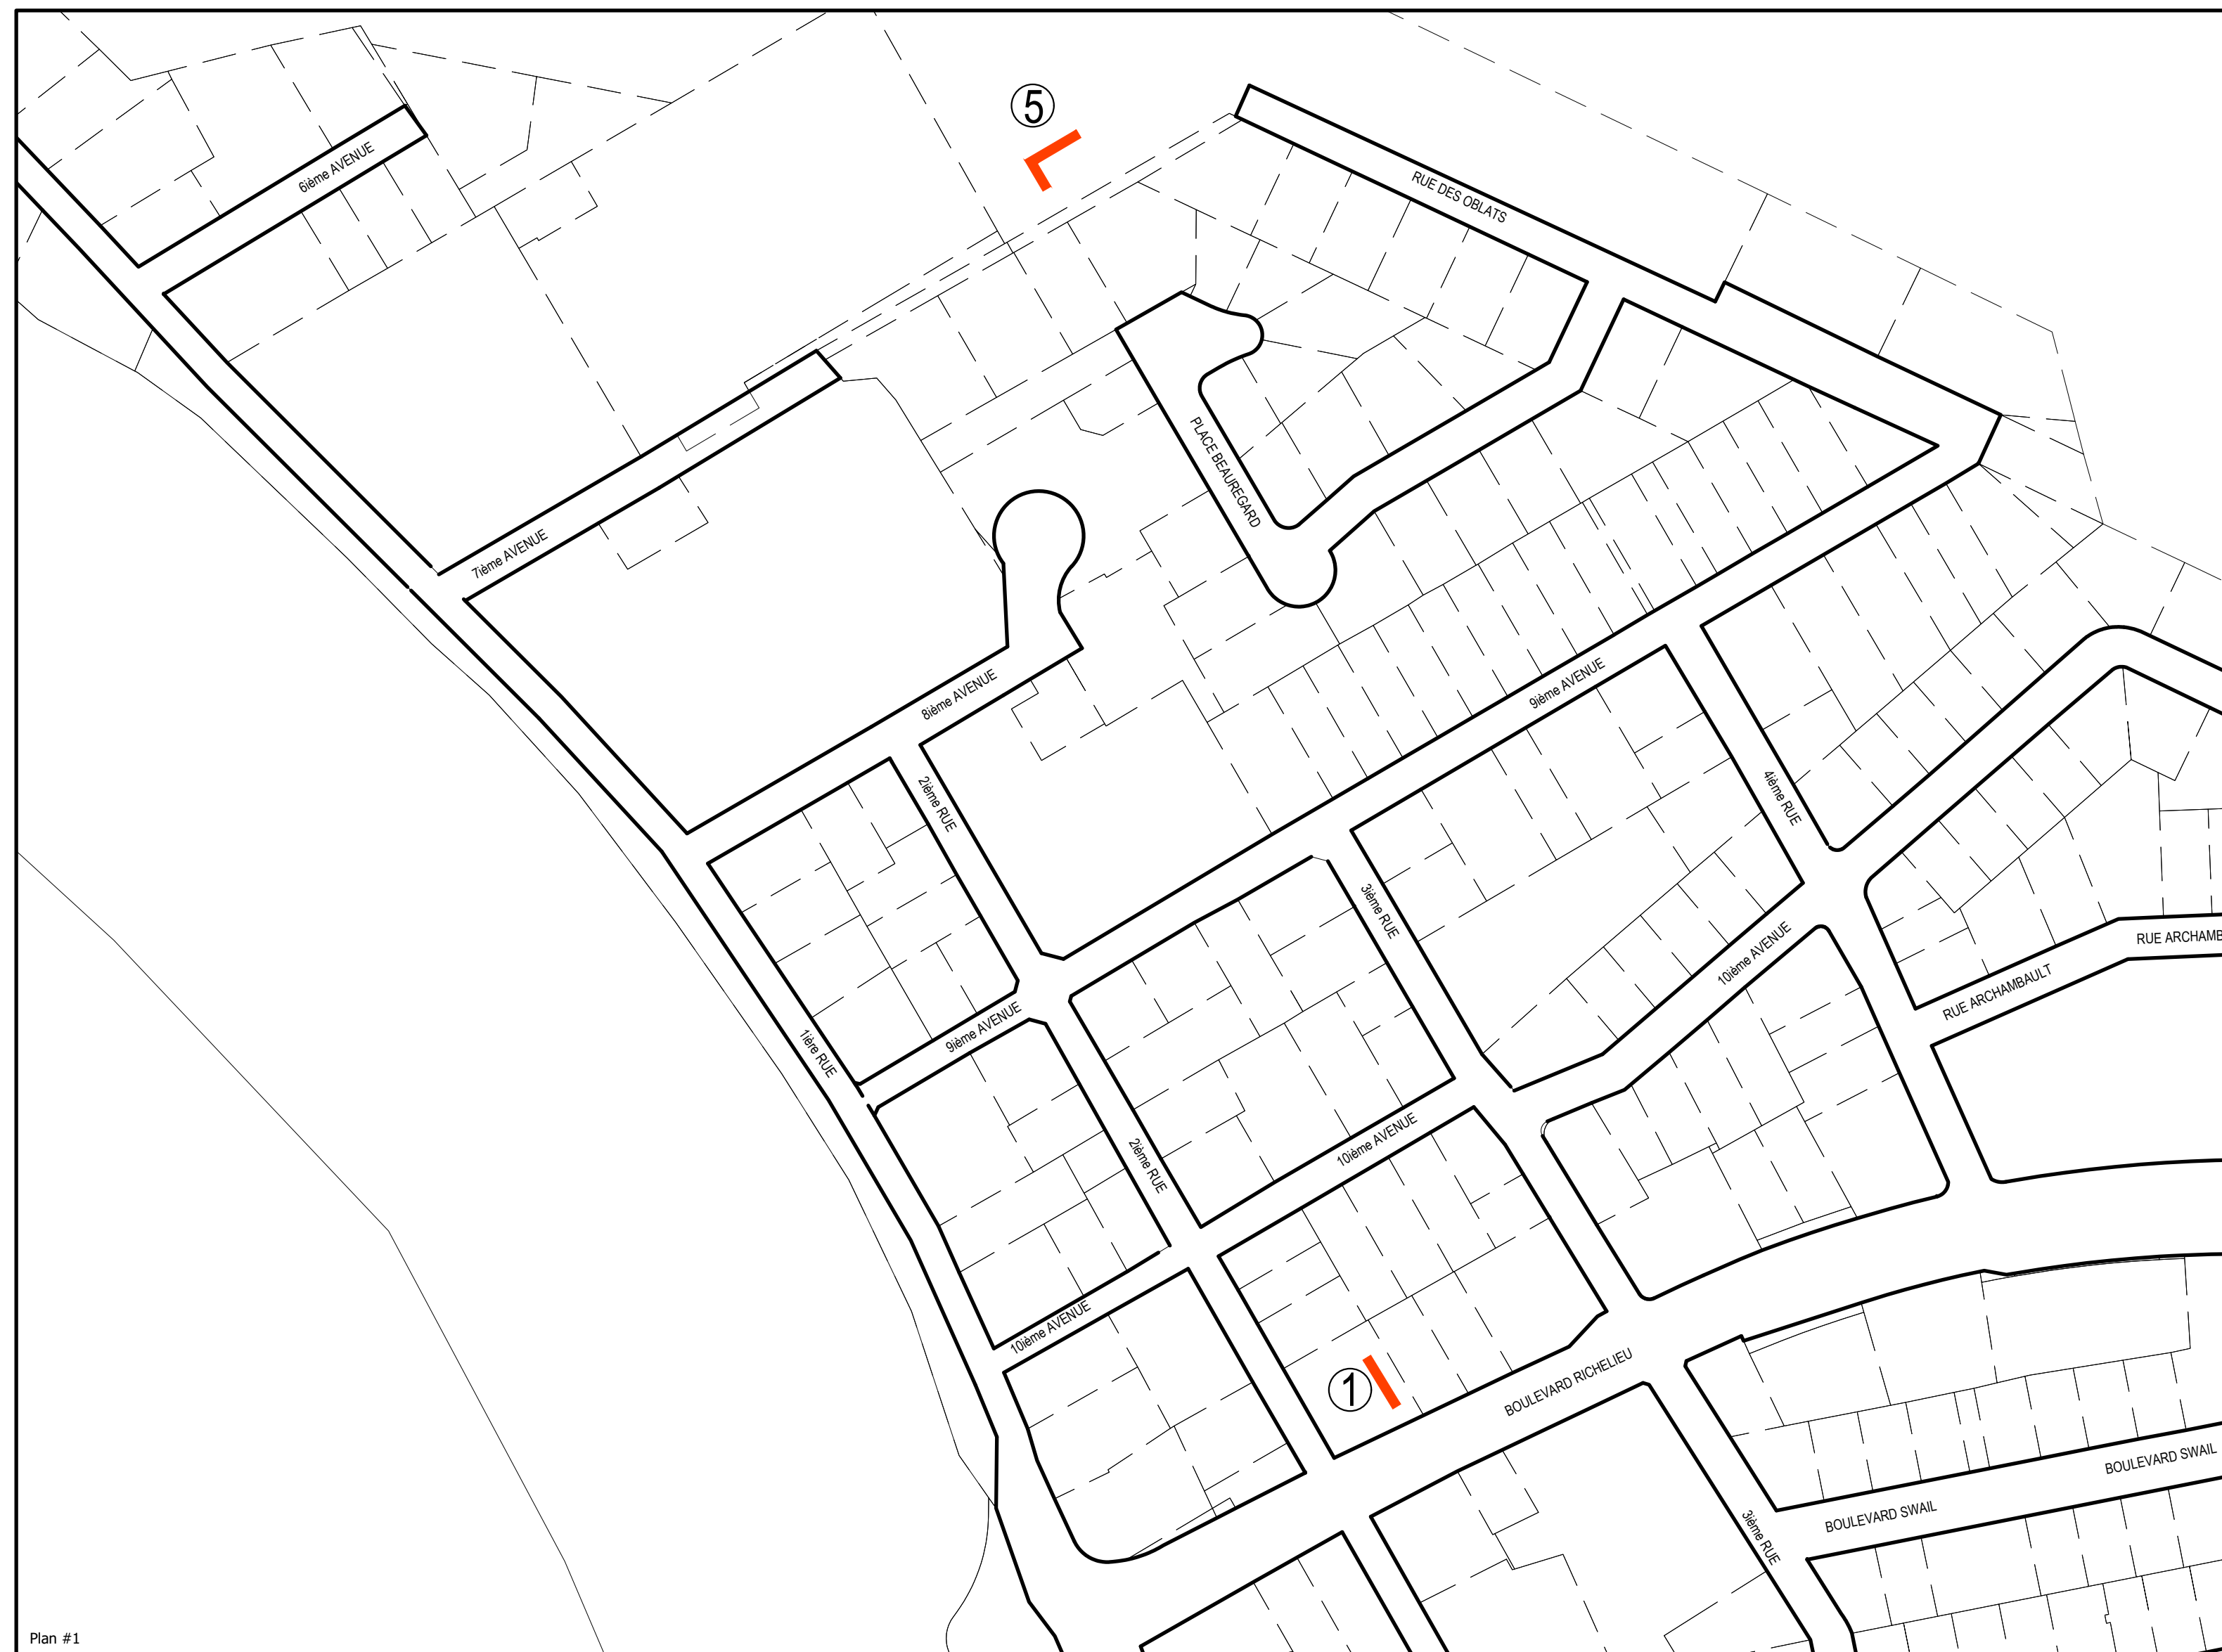 ⑤
6ième AVENUE
RUE DES OBLATS
PLACE BEAUREGARD
7ième AVENUE
8ième AVENUE
9ième AVENUE
2ième RUE
4ième RUE
3ième RUE
10ième AVENUE
RUE ARCHAMB
RUE ARCHAMBAULT
1ière RUE
9ième AVENUE
2ième RUE
10ième AVENUE
10ième AVENUE
①
BOULEVARD RICHELIEU
BOULEVARD SWAIL
BOULEVARD SWAIL
3ième RUE
Plan #1